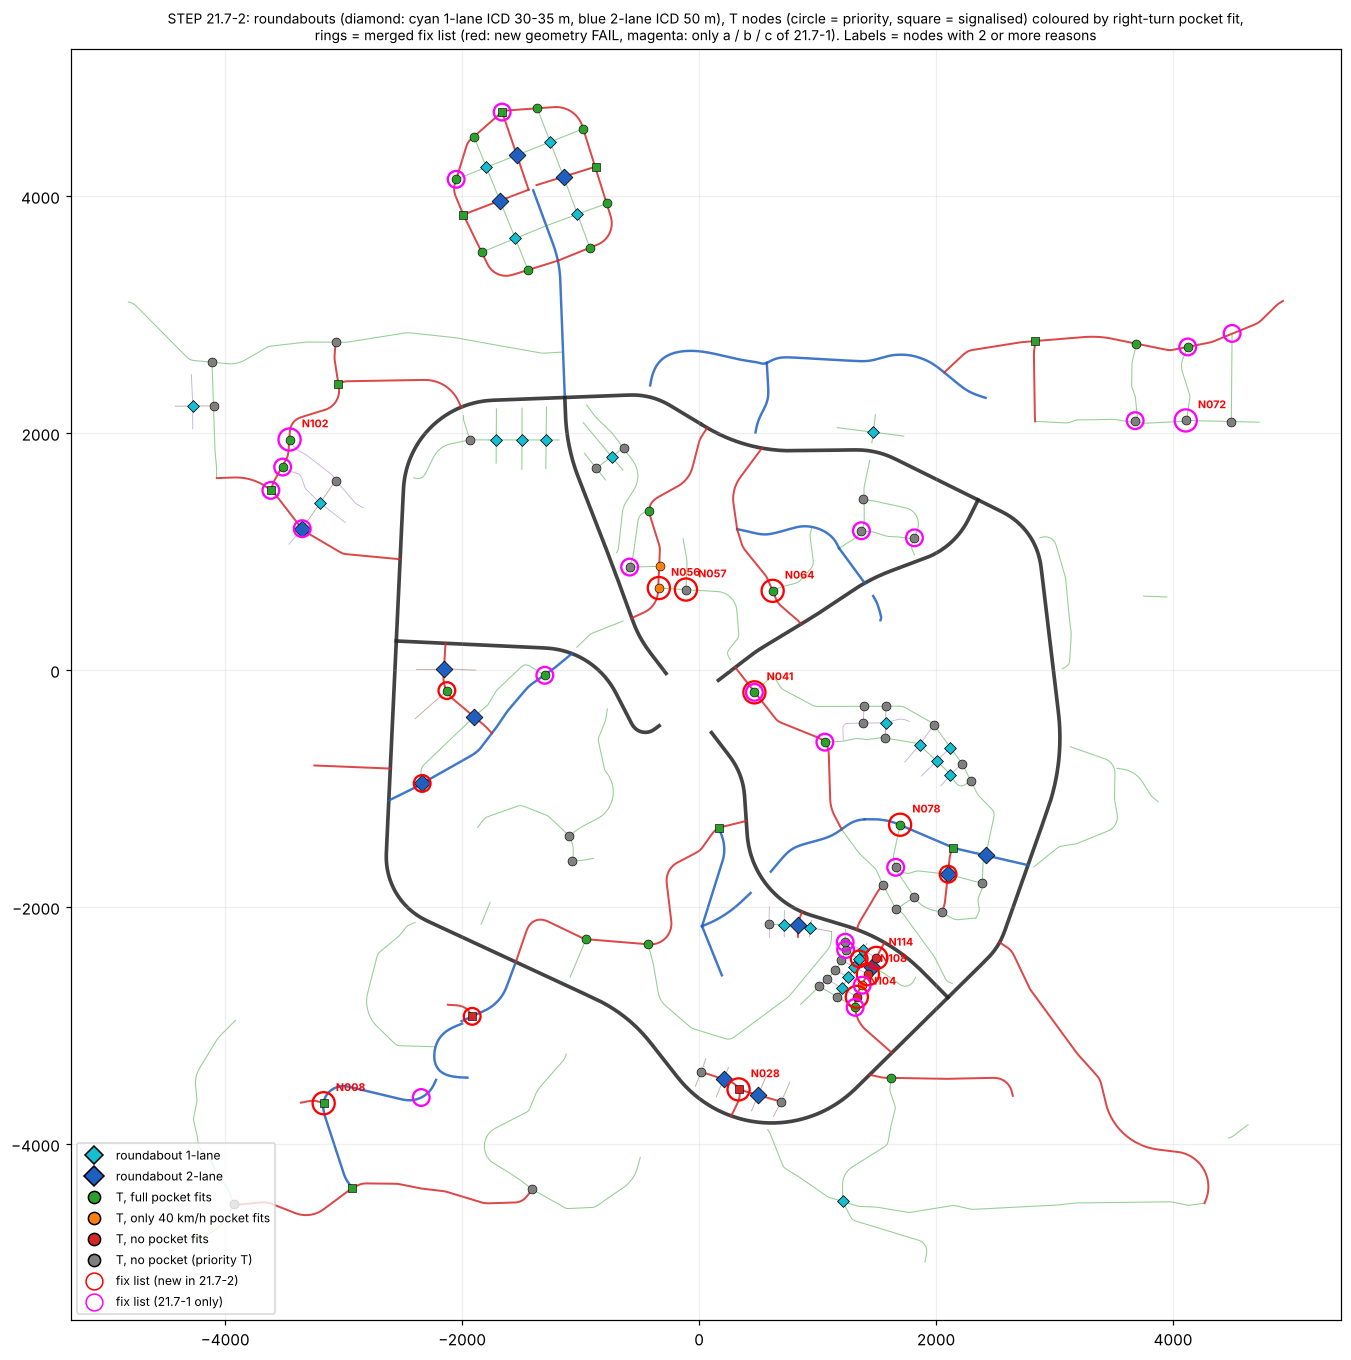 STEP 21.7-2: roundabouts (diamond: cyan 1-lane ICD 30-35 m, blue 2-lane ICD 50 m), T nodes (circle = priority, square = signalised) coloured by right-turn pocket fit,
rings = merged fix list (red: new geometry FAIL, magenta: only a / b / c of 21.7-1). Labels = nodes with 2 or more reasons
4000
2000
0
−2000
−4000
N072
N102
N056
N057
N064
N041
N078
N114
N108
N104
N028
N008
roundabout 1-lane
roundabout 2-lane
T, full pocket fits
T, only 40 km/h pocket fits
T, no pocket fits
T, no pocket (priority T)
fix list (new in 21.7-2)
fix list (21.7-1 only)
−4000
−2000
0
2000
4000